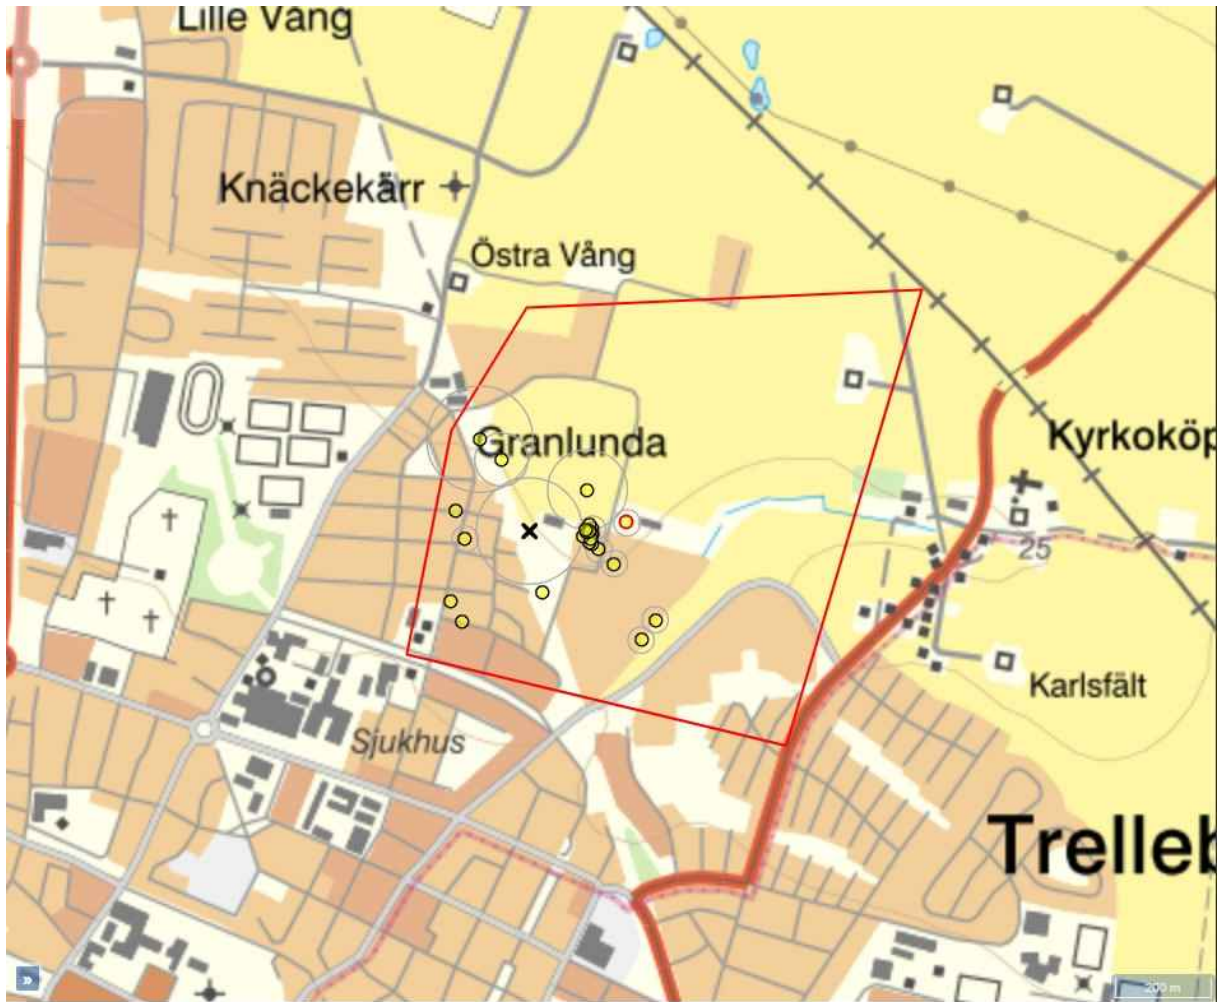 Lille Vång
Knäckekärr
Östra Vång
Granlunda
Kyrkoköp
25
Karlsfält
Sjukhus
Trelleb
»
200 m